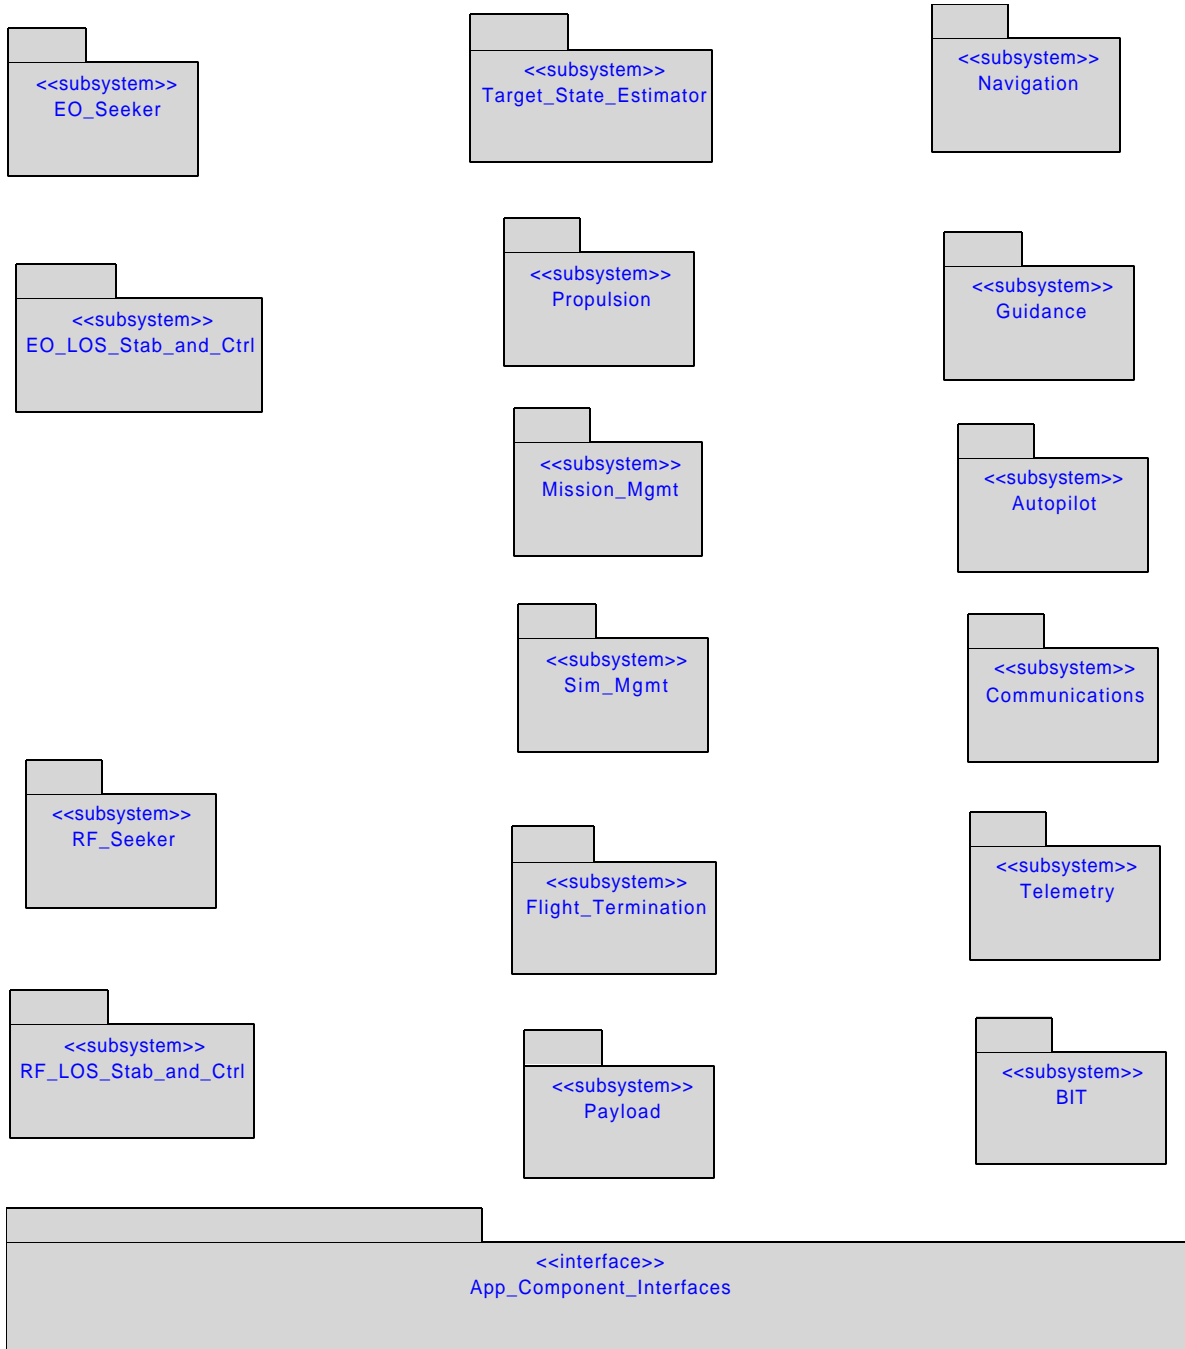 <<subsystem>>
EO_Seeker
<<subsystem>>
Target_State_Estimator
<<subsystem>>
Navigation
<<subsystem>>
EO_LOS_Stab_and_Ctrl
<<subsystem>>
Propulsion
<<subsystem>>
Guidance
<<subsystem>>
Mission_Mgmt
<<subsystem>>
Autopilot
<<subsystem>>
Sim_Mgmt
<<subsystem>>
Communications
<<subsystem>>
RF_Seeker
<<subsystem>>
Flight_Termination
<<subsystem>>
Telemetry
<<subsystem>>
RF_LOS_Stab_and_Ctrl
<<subsystem>>
Payload
<<subsystem>>
BIT
<<interface>>
App_Component_Interfaces